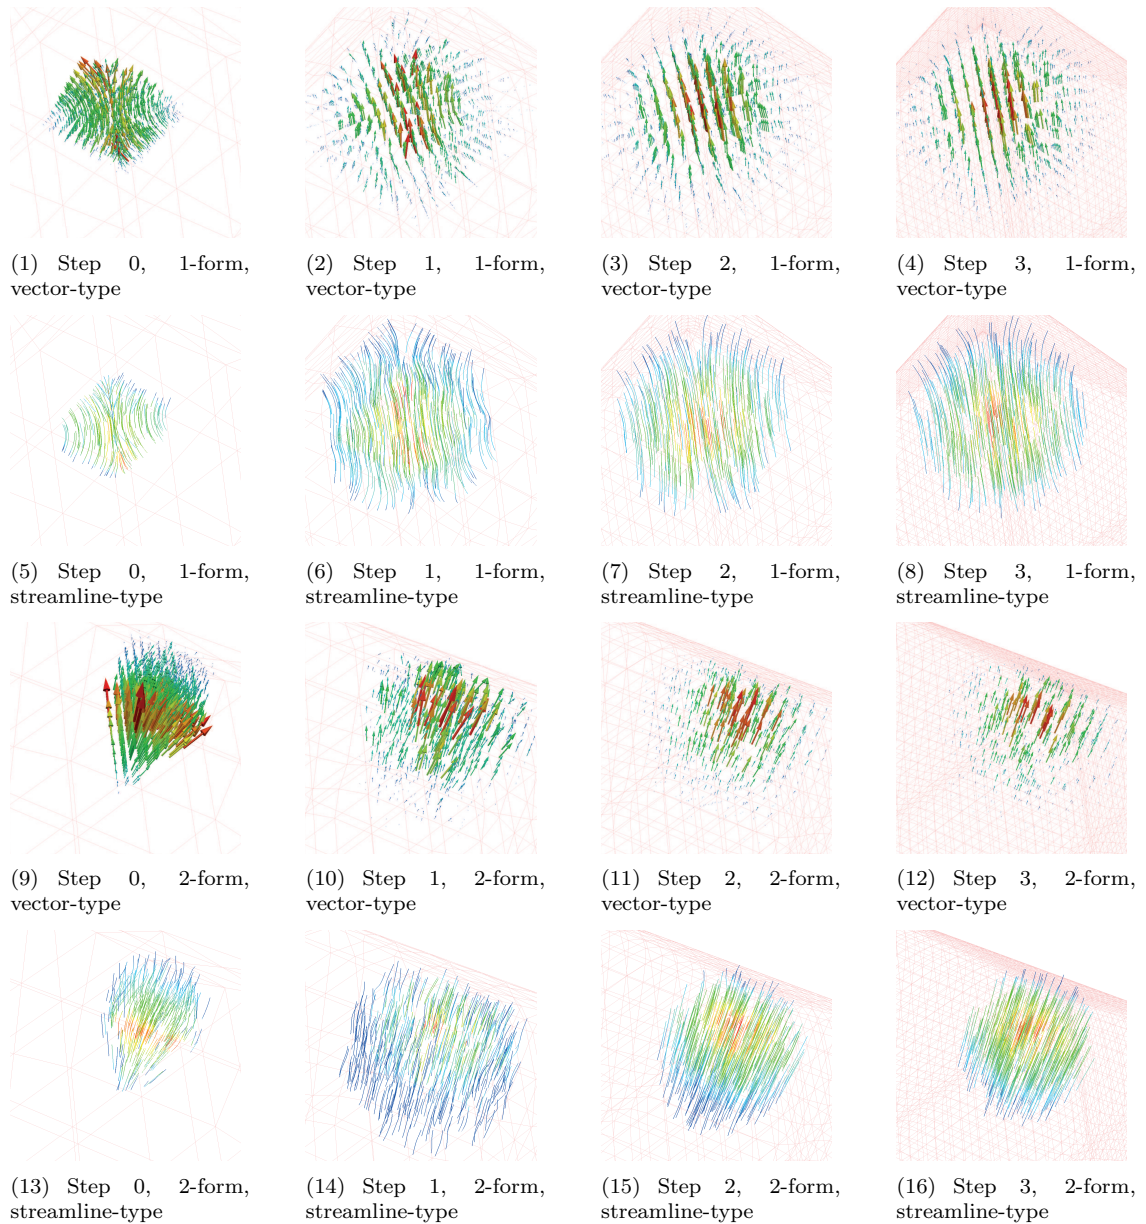 (1) Step 0, 1-form,
vector-type
(2) Step 1, 1-form,
vector-type
(3) Step 2, 1-form,
vector-type
(4) Step 3, 1-form,
vector-type
(5) Step 0, 1-form,
streamline-type
(6) Step 1, 1-form,
streamline-type
(7) Step 2, 1-form,
streamline-type
(8) Step 3, 1-form,
streamline-type
(9) Step 0, 2-form,
vector-type
(10) Step 1, 2-form,
vector-type
(11) Step 2, 2-form,
vector-type
(12) Step 3, 2-form,
vector-type
(13) Step 0, 2-form,
streamline-type
(14) Step 1, 2-form,
streamline-type
(15) Step 2, 2-form,
streamline-type
(16) Step 3, 2-form,
streamline-type